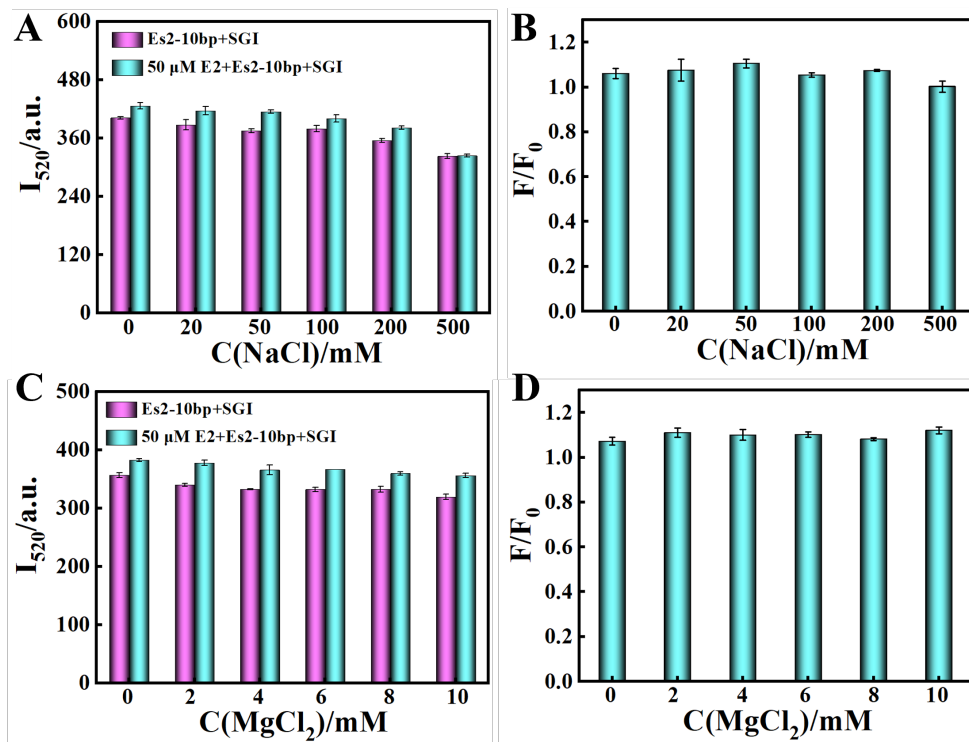 A
I₅₂₀/a.u.
600
480
360
240
120
0
Es2-10bp+SGI
50 μM E2+Es2-10bp+SGI
0 20 50 100 200 500
C(NaCl)/mM
B
F/F₀
1.2
1.0
0.8
0.6
0.4
0.2
0.0
0 20 50 100 200 500
C(NaCl)/mM
C
I₅₂₀/a.u.
500
400
300
200
100
0
Es2-10bp+SGI
50 μM E2+Es2-10bp+SGI
0 2 4 6 8 10
C(MgCl₂)/mM
D
F/F₀
1.2
1.0
0.8
0.6
0.4
0.2
0.0
0 2 4 6 8 10
C(MgCl₂)/mM